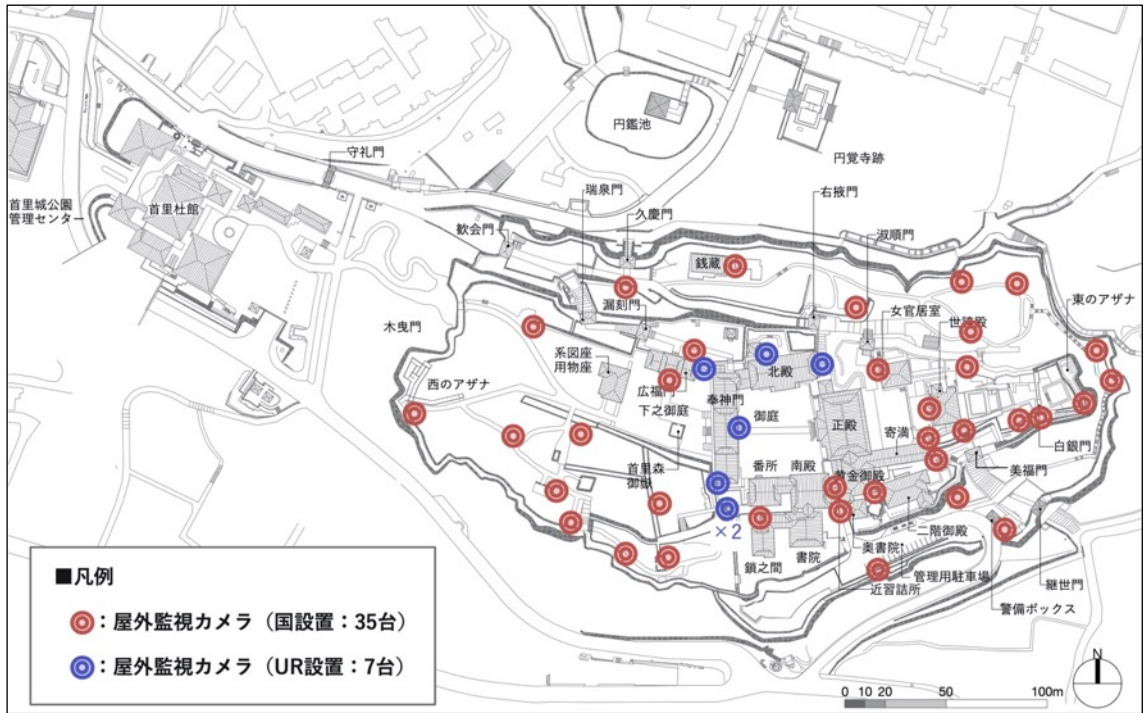 円鑑池
円覚寺跡
守礼門
瑞泉門
右掖門
首里城公園
管理センター
首里杜館
久慶門
歓会門
淑順門
銭蔵
東のアザナ
漏刻門
女官居室
世誇殿
木曳門
系図座
用物座
北殿
西のアザナ
広福門
奉神門
下之御庭
御庭
正殿
寄満
白銀門
首里森
御嶽
番所
南殿
黄金御殿
美福門
×2
二階御殿
奥書院
鎖之間
書院
管理用駐車場
近習詰所
継世門
警備ボックス
■凡例
：屋外監視カメラ（国設置：35台）
：屋外監視カメラ（UR設置：7台）
N
0 10 20 50 100m